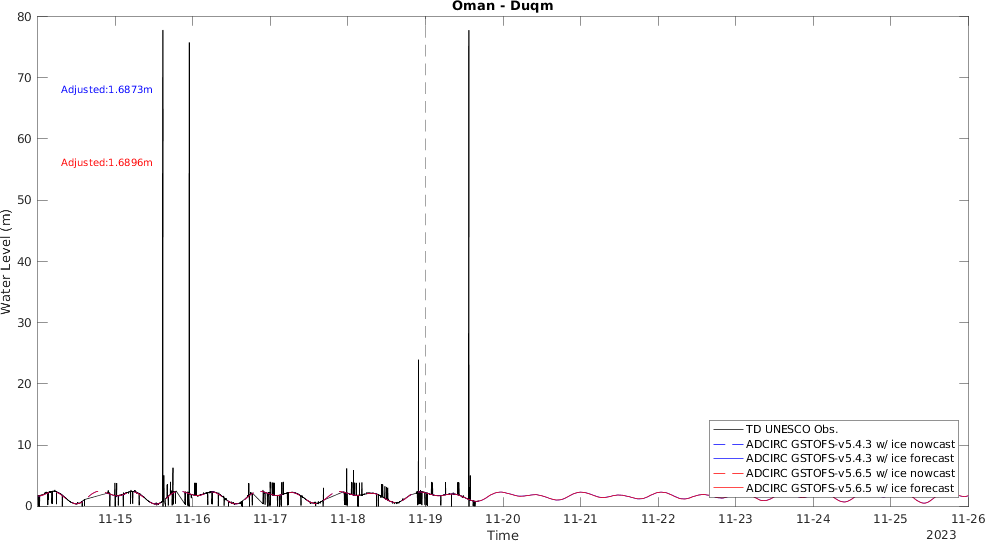 Oman - Duqm
80
70
60
50
40
30
20
10
0
Water Level (m)
Adjusted:1.6873m
Adjusted:1.6896m
TD UNESCO Obs.
ADCIRC GSTOFS-v5.4.3 w/ ice nowcast
ADCIRC GSTOFS-v5.4.3 w/ ice forecast
ADCIRC GSTOFS-v5.6.5 w/ ice nowcast
ADCIRC GSTOFS-v5.6.5 w/ ice forecast
11-15 11-16 11-17 11-18 11-19 11-20 11-21 11-22 11-23 11-24 11-25 11-26
Time
2023